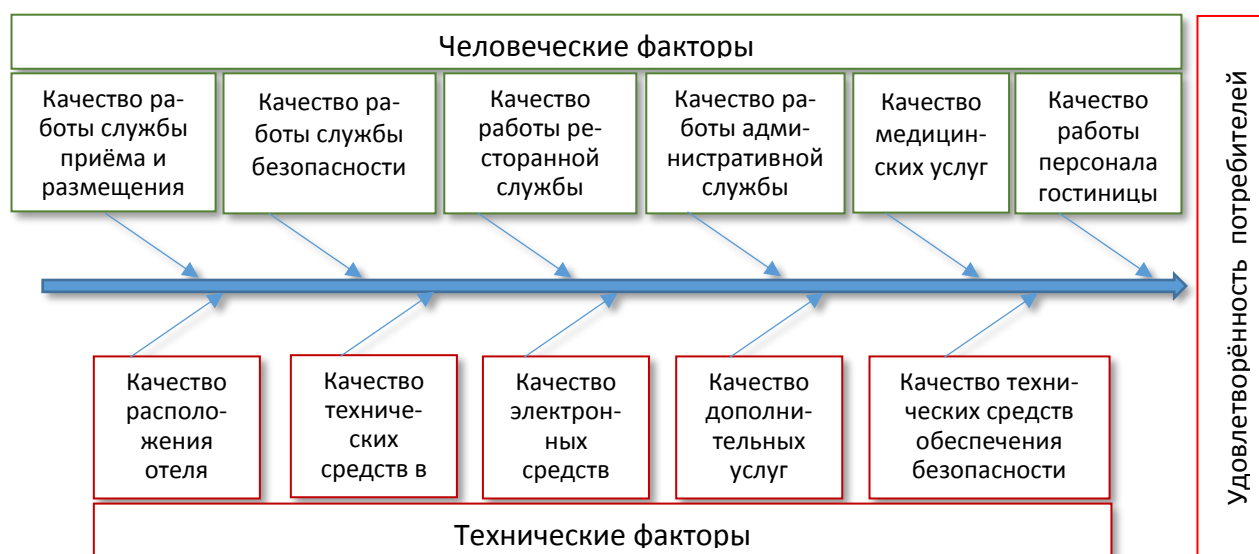 Человеческие факторы
Качество ра-
боты службы
приёма и
размещения
Качество ра-
боты службы
безопасности
Качество
работы ре-
сторанной
службы
Качество ра-
боты адми-
нистративной
службы
Качество
медицин-
ских услуг
Качество
работы
персонала
гостиницы
Удовлетворённость потребителей
Качество
располо-
жения
отеля
Качество
техниче-
ских
средств в
Качество
электрон-
ных
средств
Качество
дополни-
тельных
услуг
Качество техни-
ческих средств
обеспечения
безопасности
Технические факторы